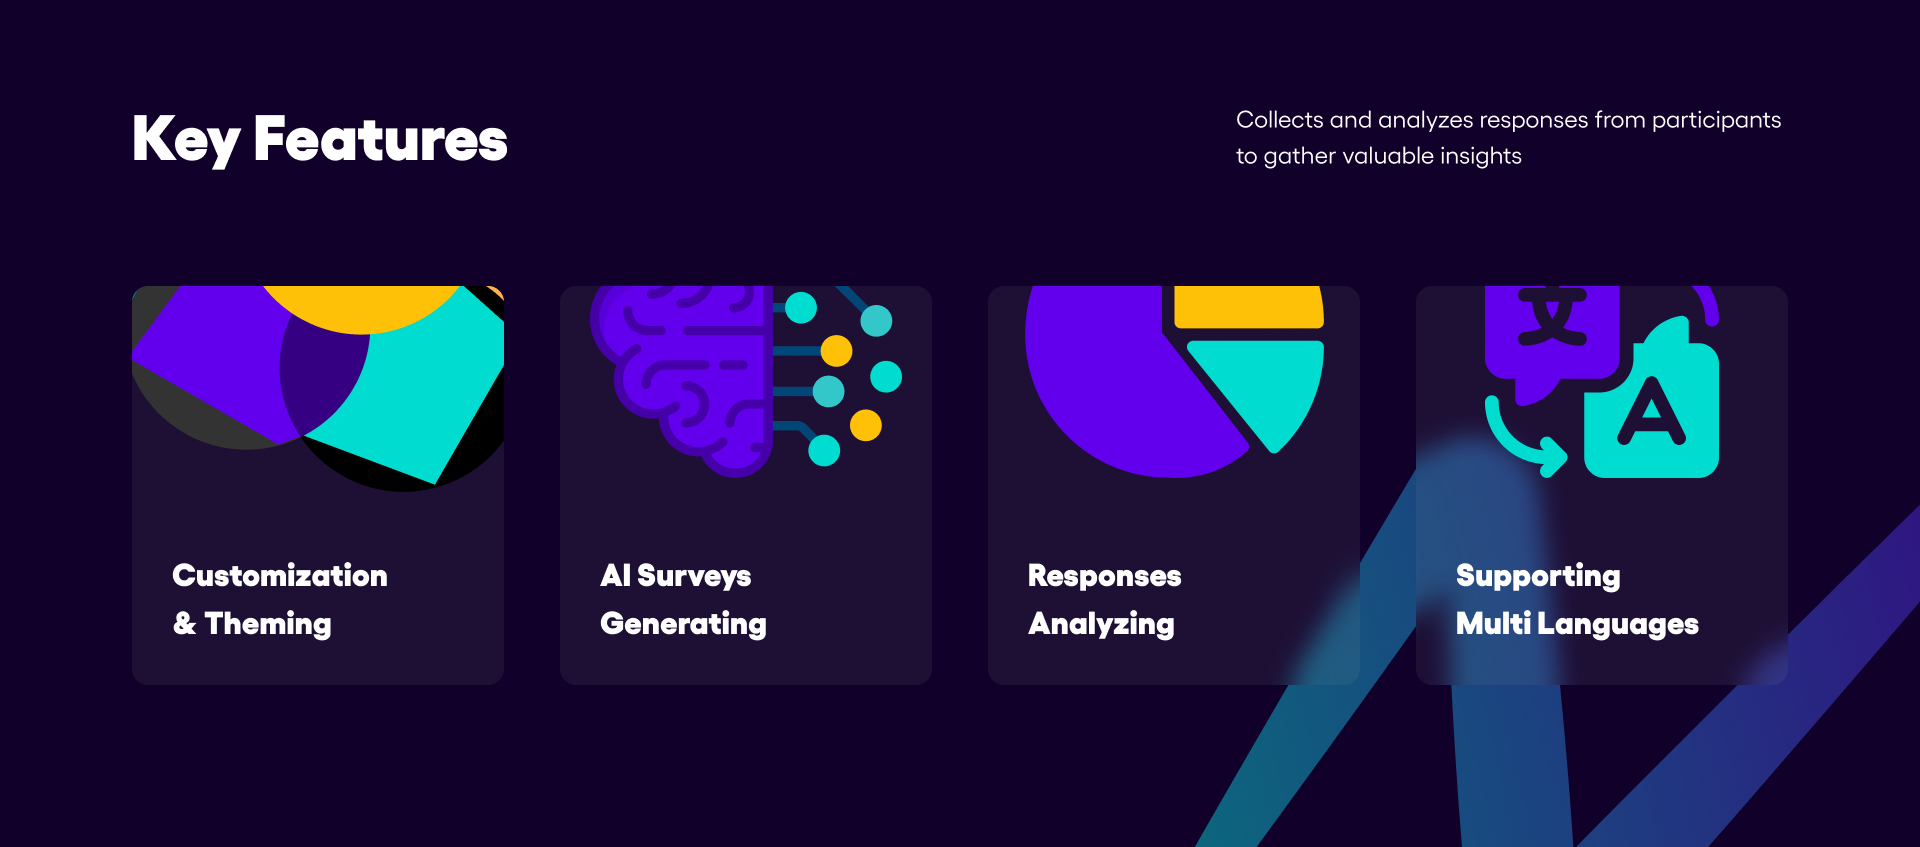 Key Features
Collects and analyzes responses from participants
to gather valuable insights
Customization
& Theming
AI Surveys
Generating
Responses
Analyzing
文
A
Supporting
Multi Languages